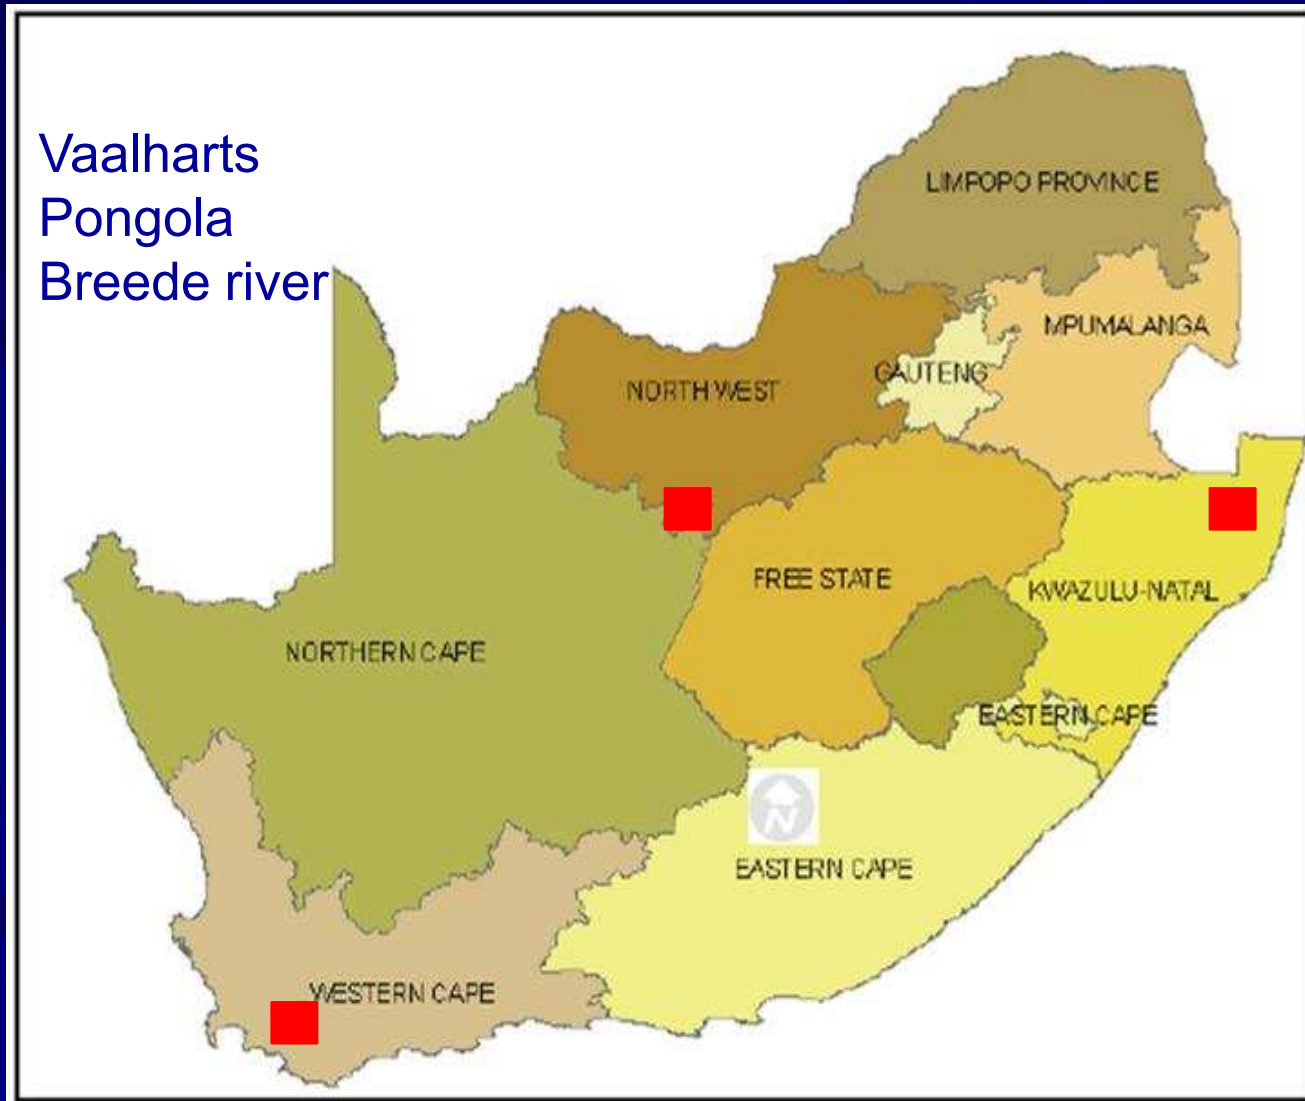 Vaalharts
Pongola
Breede river
LIMPOPO PROVINCE
MPUMALANGA
GAUTENG
NORTH WEST
FREE STATE
KWAZULU-NATAL
NORTHERN CAPE
EASTERN CAPE
N
EASTERN CAPE
WESTERN CAPE